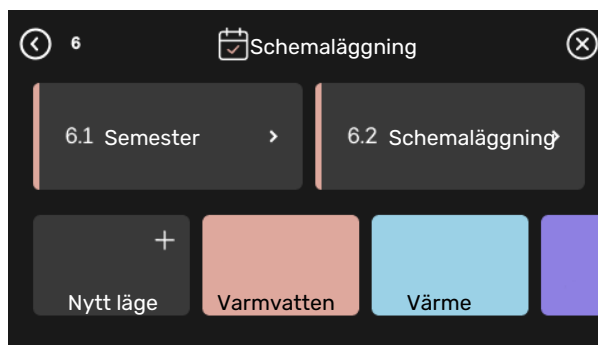 6 Schemaläggning
6.1 Semester 6.2 Schemaläggning
Nytt läge Varmvatten Värme